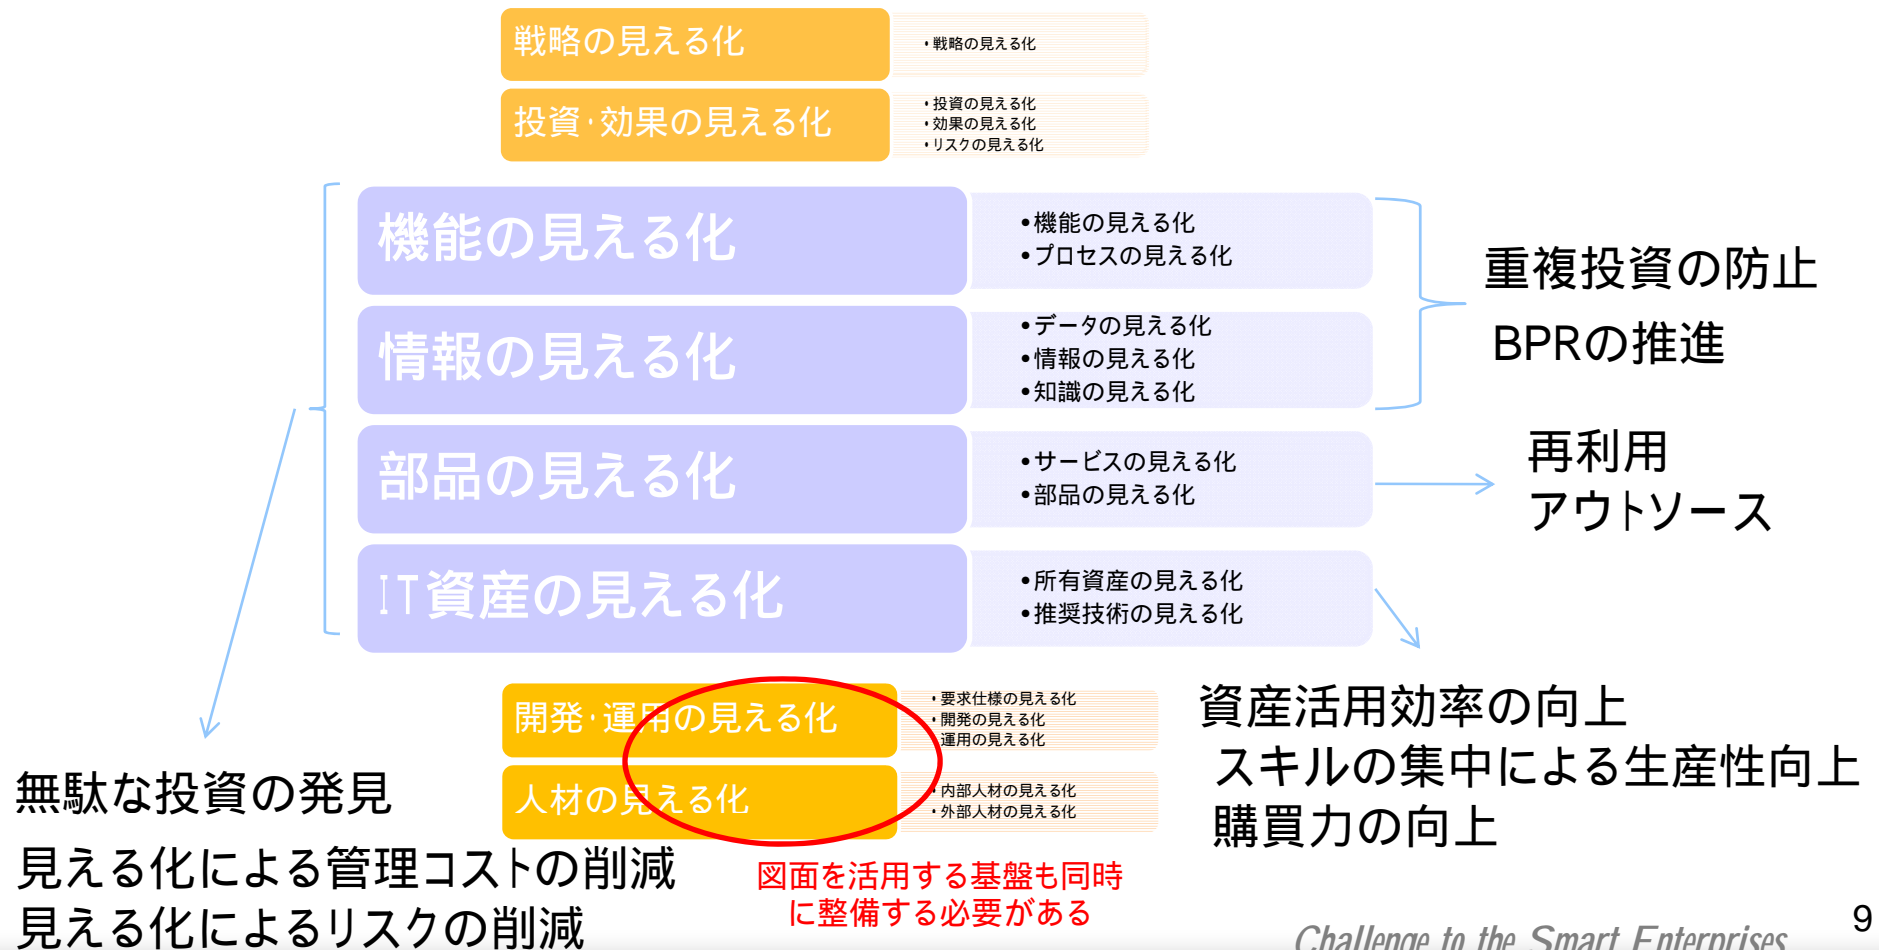 戦略の見える化
•戦略の見える化
投資･効果の見える化
•投資の見える化
•効果の見える化
•リスクの見える化
機能の見える化
•機能の見える化
•プロセスの見える化
情報の見える化
•データの見える化
•情報の見える化
•知識の見える化
重複投資の防止
BPRの推進
部品の見える化
•サービスの見える化
•部品の見える化
再利用
アウトソース
IT資産の見える化
•所有資産の見える化
•推奨技術の見える化
開発･運用の見える化
•要求仕様の見える化
•開発の見える化
運用の見える化
人材の見える化
•内部人材の見える化
•外部人材の見える化
資産活用効率の向上
スキルの集中による生産性向上
購買力の向上
無駄な投資の発見
見える化による管理コストの削減
見える化によるリスクの削減
図面を活用する基盤も同時
に整備する必要がある
Challenge to the Smart Enterprises
9